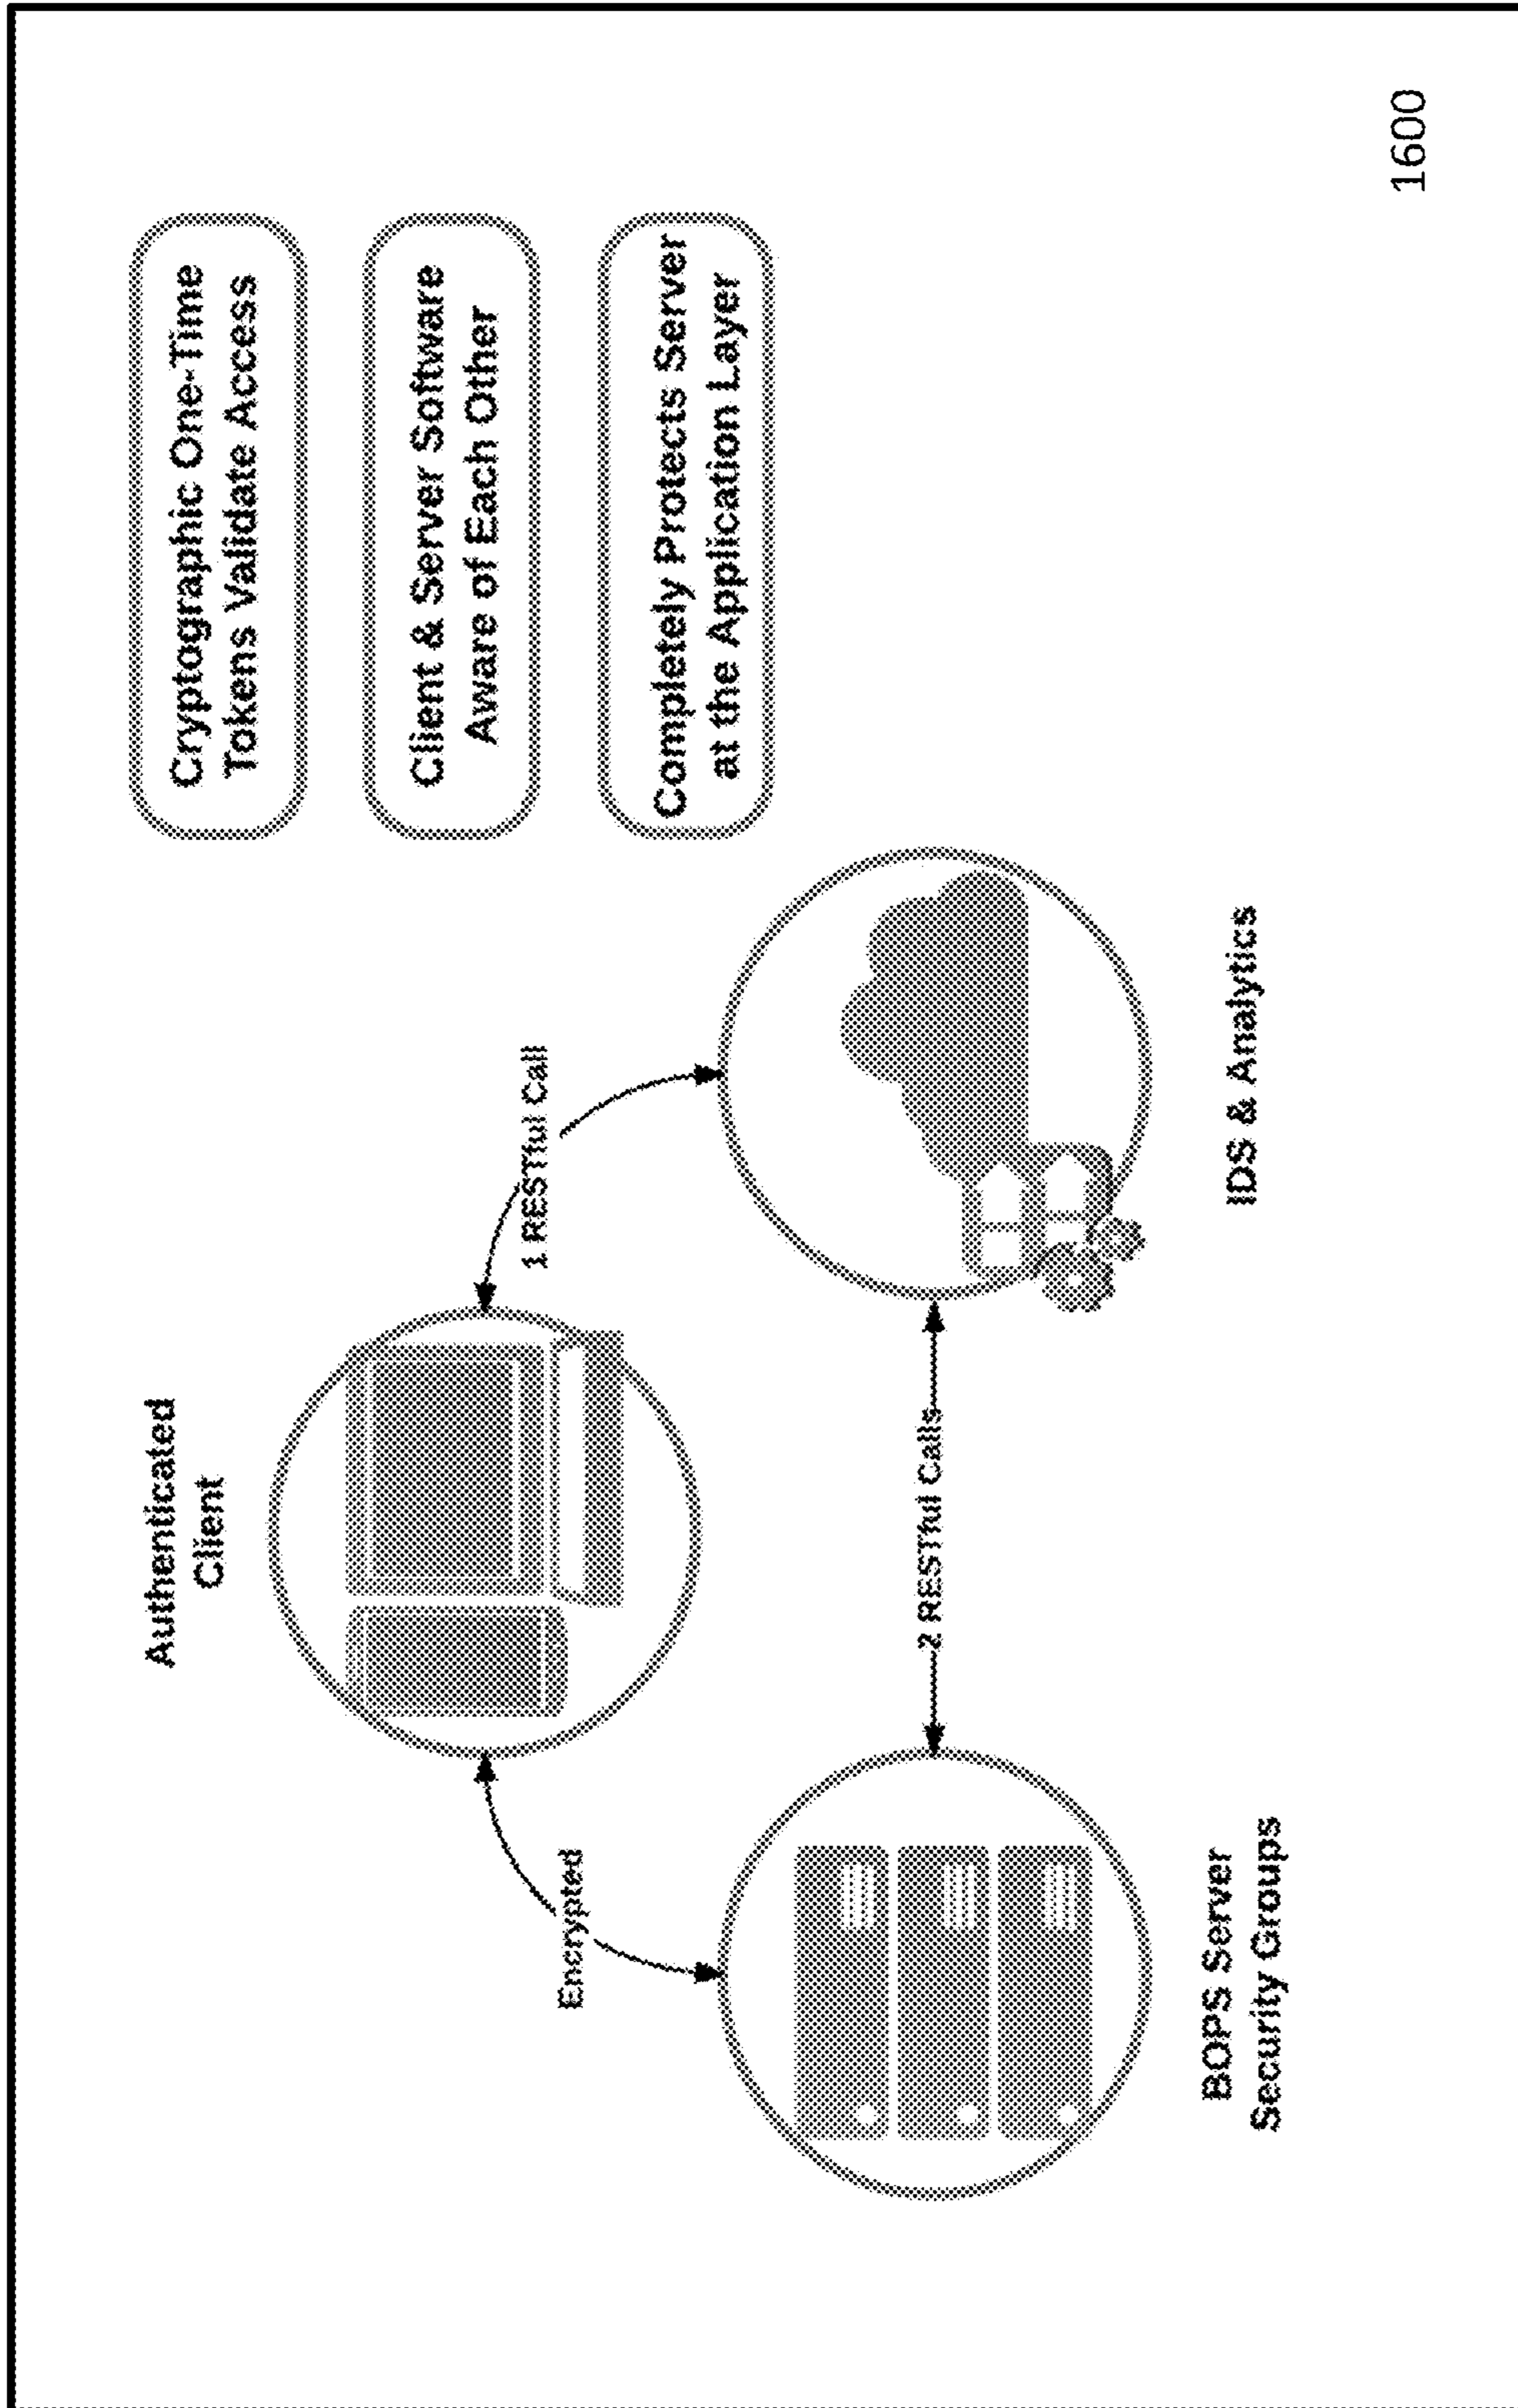 Authenticated
Client
Encrypted
1 RESTful Call
2 RESTful Calls
BOPS Server
Security Groups
IDS & Analytics
Cryptographic One-Time
Tokens Validate Access
Client & Server Software
Aware of Each Other
Completely Protects Server
at the Application Layer
1600